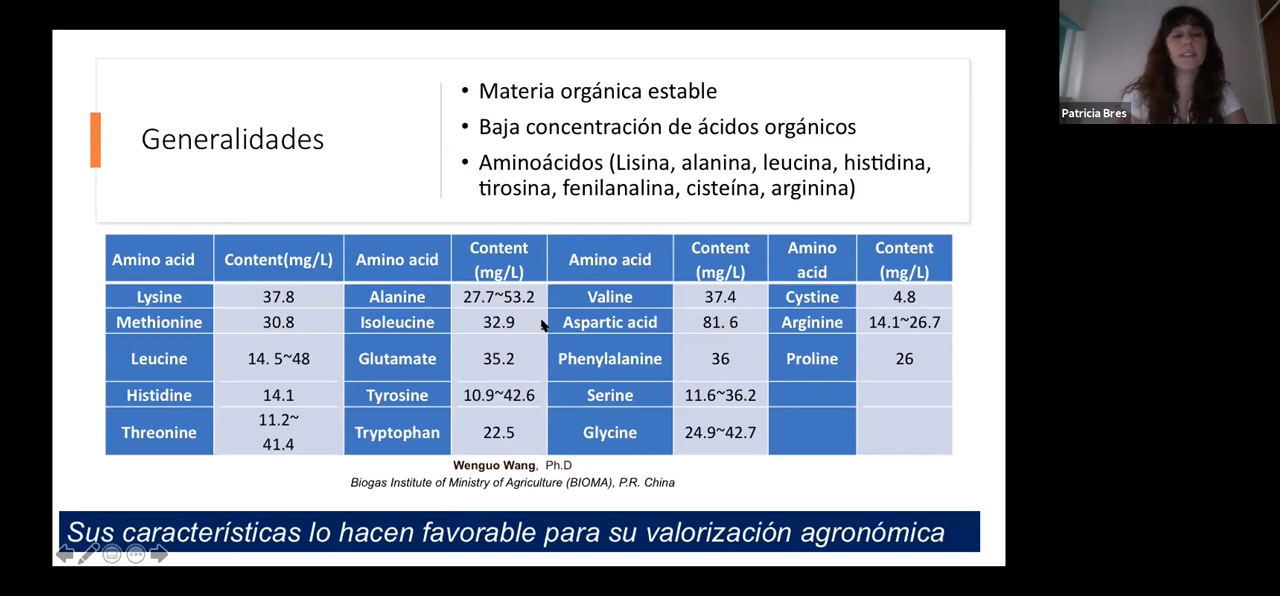 Generalidades
• Materia orgánica estable
• Baja concentración de ácidos orgánicos
• Aminoácidos (Lisina, alanina, leucina, histidina,
tirosina, fenilanalina, cisteína, arginina)
Patricia Bres
Amino acid Content(mg/L) Amino acid Content (mg/L) Amino acid Content (mg/L) Amino acid Content (mg/L)
Lysine 37.8 Alanine 27.7~53.2 Valine 37.4 Cystine 4.8
Methionine 30.8 Isoleucine 32.9 Aspartic acid 81. 6 Arginine 14.1~26.7
Leucine 14. 5~48 Glutamate 35.2 Phenylalanine 36 Proline 26
Histidine 14.1 Tyrosine 10.9~42.6 Serine 11.6~36.2
Threonine 11.2~ 41.4 Tryptophan 22.5 Glycine 24.9~42.7
Wenguo Wang, Ph.D
Biogas Institute of Ministry of Agriculture (BIOMA), P.R. China
Sus características lo hacen favorable para su valorización agronómica